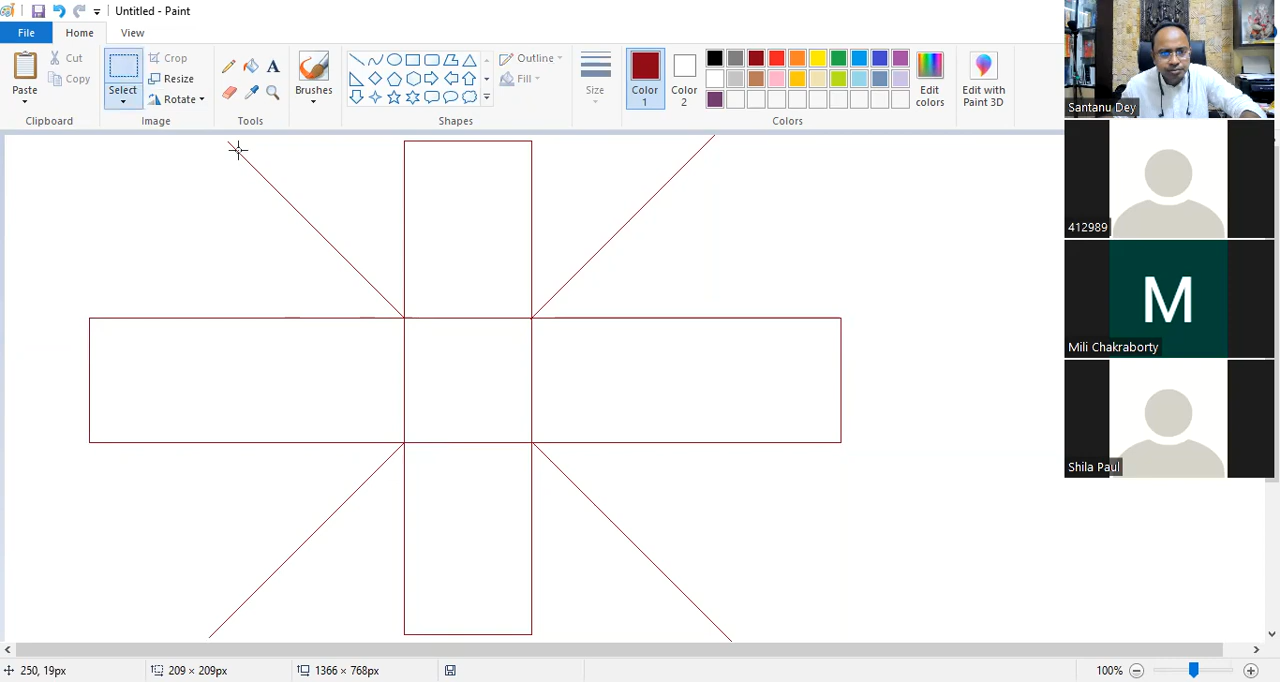 Untitled - Paint
File
Home
View
Paste
Cut
Copy
Clipboard
Select
Crop
Resize
Rotate
Image
A
Tools
Brushes
Outline
Fill
Shapes
Size
Color
1
Color
2
Edit
colors
Edit with
Paint 3D
Colors
Santanu Dey
412989
M
Mili Chakraborty
Shila Paul
250, 19px
209 × 209px
1366 × 768px
100%